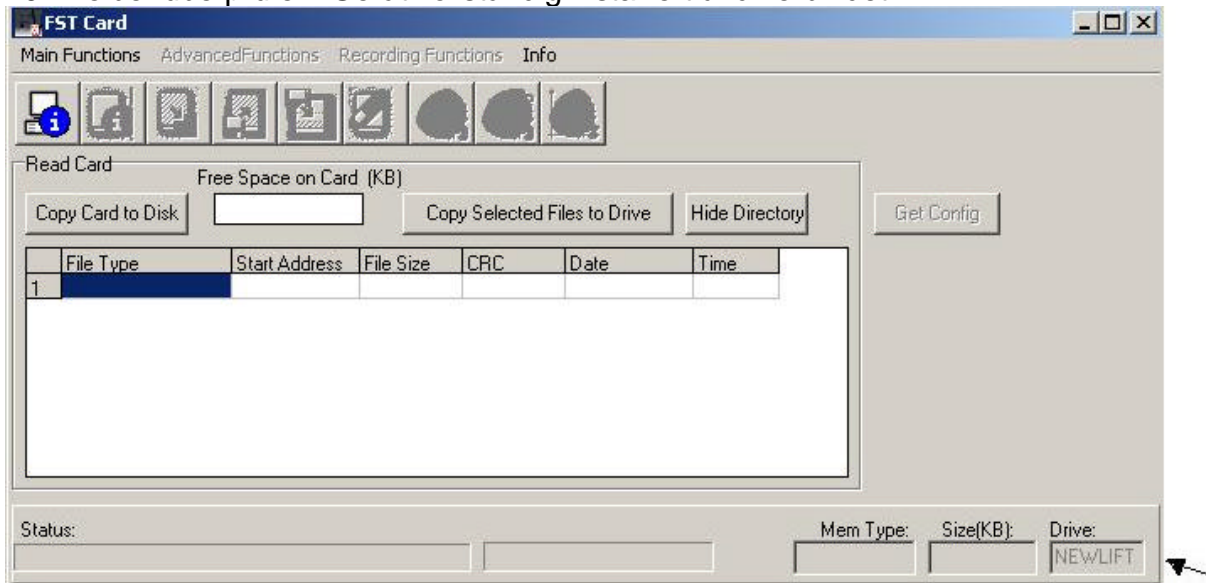 FST Card
Main Functions AdvancedFunctions Recording Functions Info
Read Card
Free Space on Card (KB)
Copy Card to Disk Copy Selected Files to Drive Hide Directory Get Config
File Type Start Address File Size CRC Date Time
1
Status: Mem Type: Size(KB): Drive:
NEWLIFT